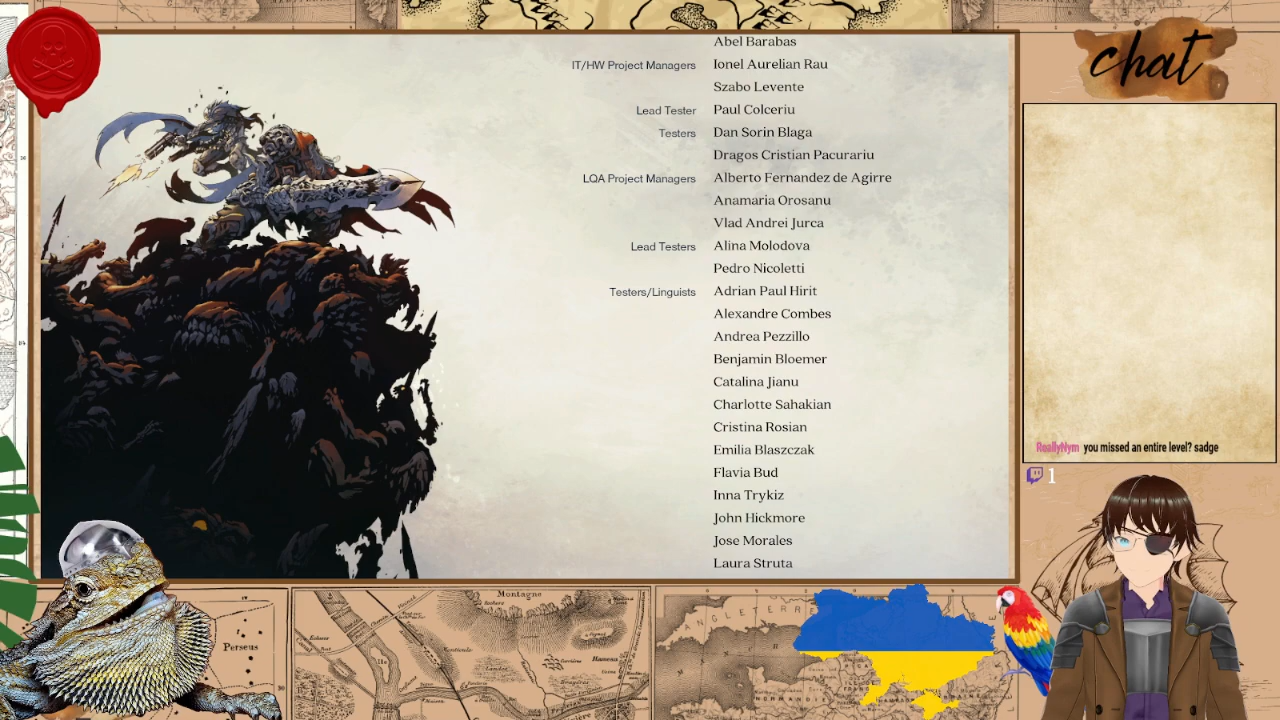 chat
Abel Barabas
IT/HW Project Managers Ionel Aurelian Rau
Szabo Levente
Lead Tester Paul Colceriu
Testers Dan Sorin Blaga
Dragos Cristian Pacurariu
LQA Project Managers Alberto Fernandez de Agirre
Anamaria Orosanu
Vlad Andrei Jurca
Lead Testers Alina Molodova
Pedro Nicoletti
Testers/Linguists Adrian Paul Hirit
Alexandre Combes
Andrea Pezzillo
Benjamin Bloemer
Catalina Jianu
Charlotte Sahakian
Cristina Rosian
Emilia Blaszczak
Flavia Bud
Inna Trykiz
John Hickmore
Jose Morales
Laura Struta
ReallyNym you missed an entire level? sadge
1
Montagne
Perseus